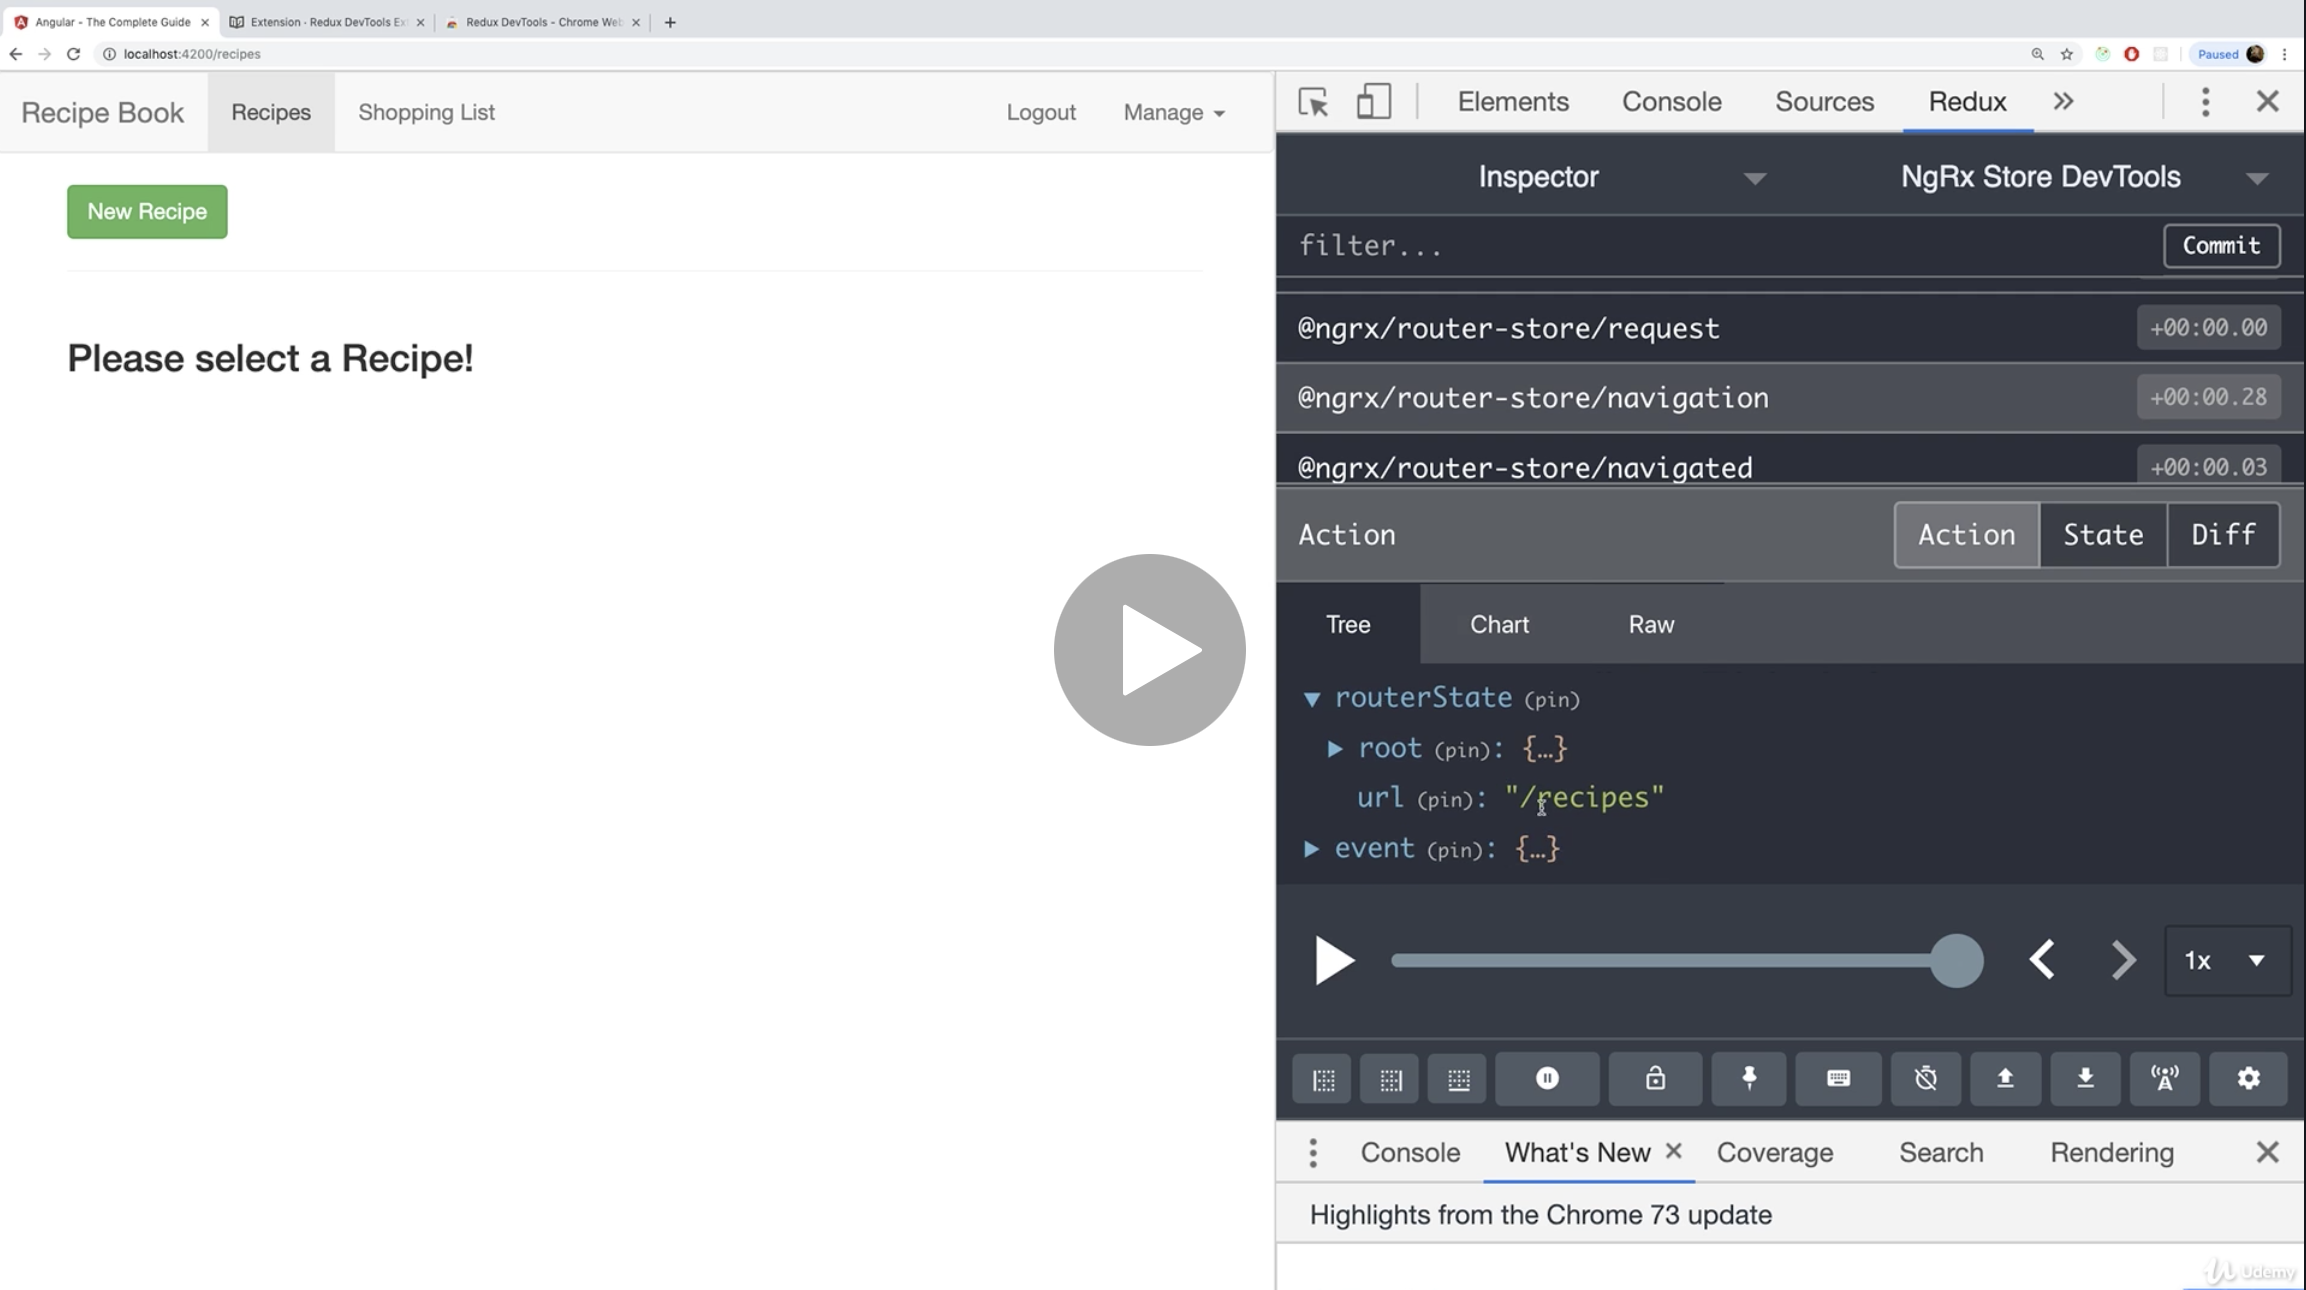 Angular - The Complete Guide
Extension · Redux DevTools Ex
Redux DevTools - Chrome Web
localhost:4200/recipes
Paused
Recipe Book
Recipes
Shopping List
Logout
Manage
New Recipe
Please select a Recipe!
Elements
Console
Sources
Redux
Inspector
NgRx Store DevTools
filter...
Commit
@ngrx/router-store/request
+00:00.00
@ngrx/router-store/navigation
+00:00.28
@ngrx/router-store/navigated
+00:00.03
Action
Action
State
Diff
Tree
Chart
Raw
routerState (pin)
root (pin): {…}
url (pin): "/recipes"
event (pin): {…}
1x
Console
What's New
Coverage
Search
Rendering
Highlights from the Chrome 73 update
Udemy